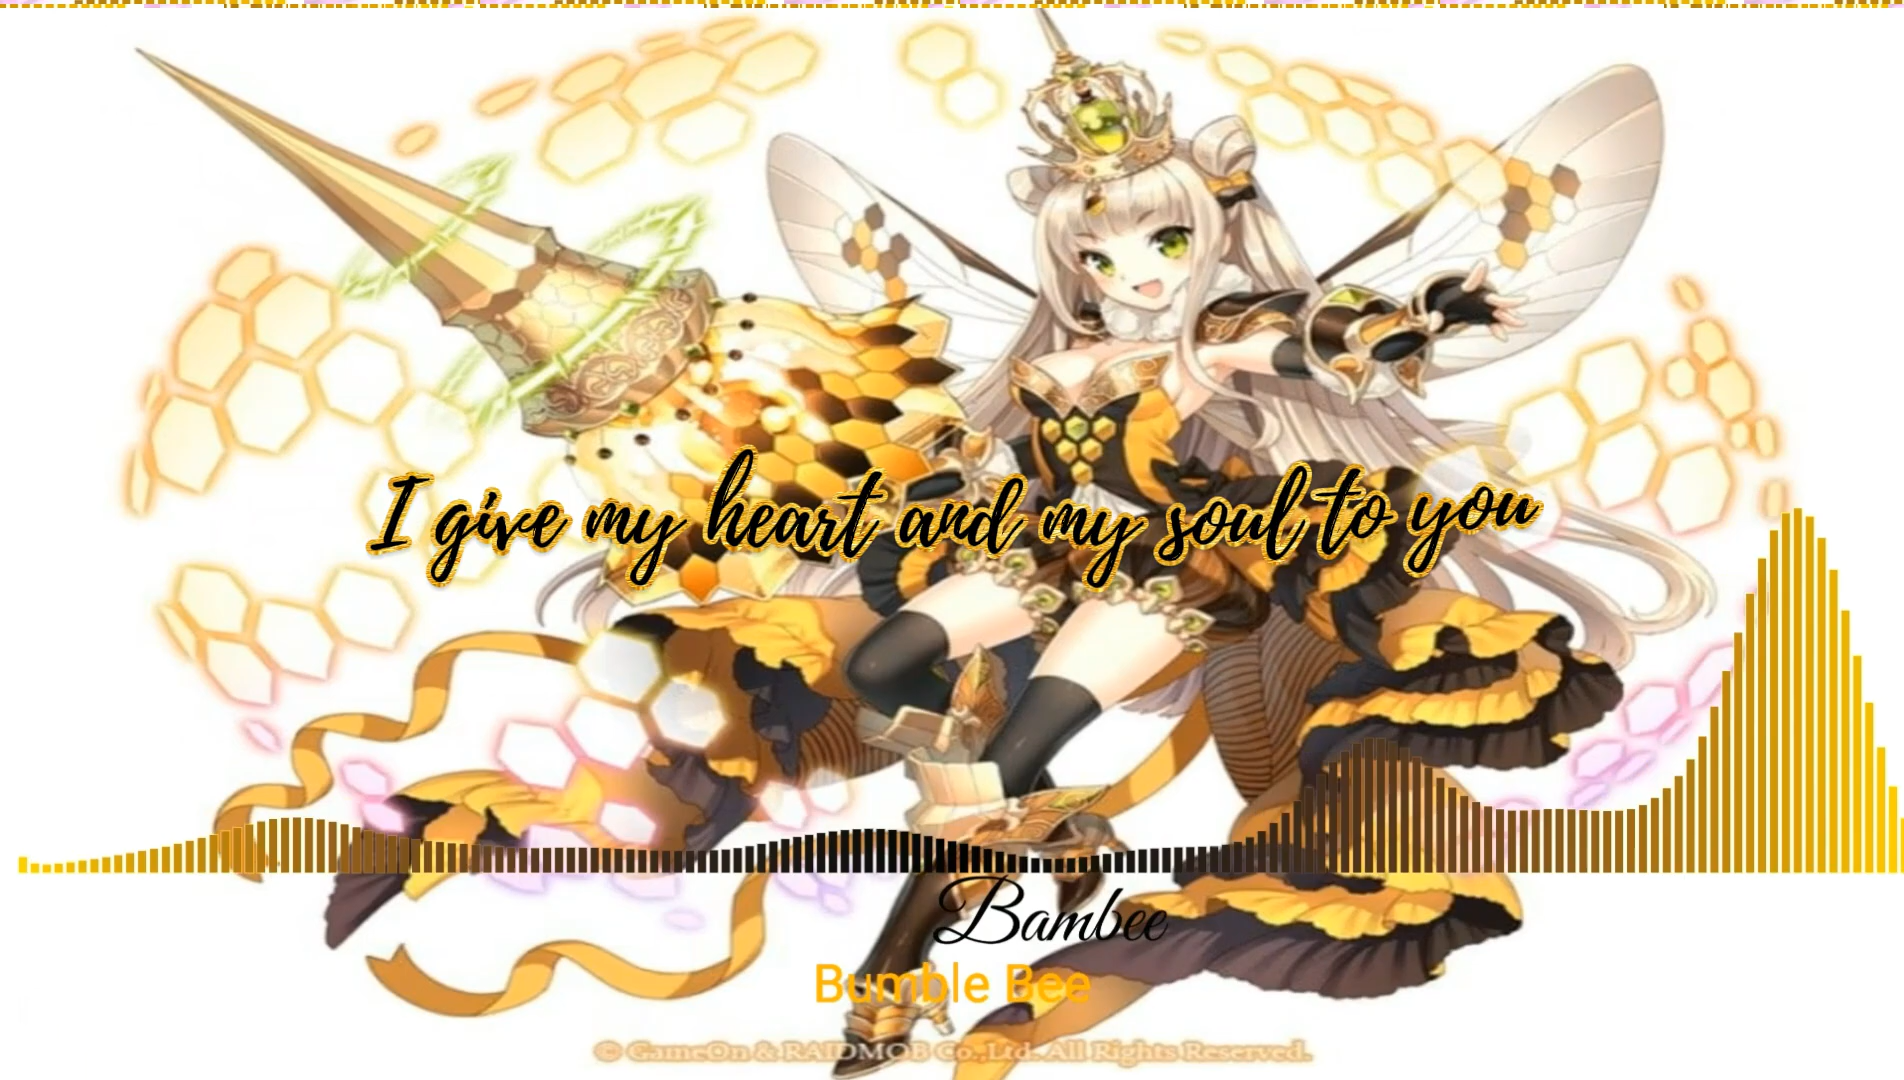 I give my heart and my soul to you
Bambee
Bumble Bee
© GameOn & RAIDMOB Co.,Ltd. All Rights Reserved.